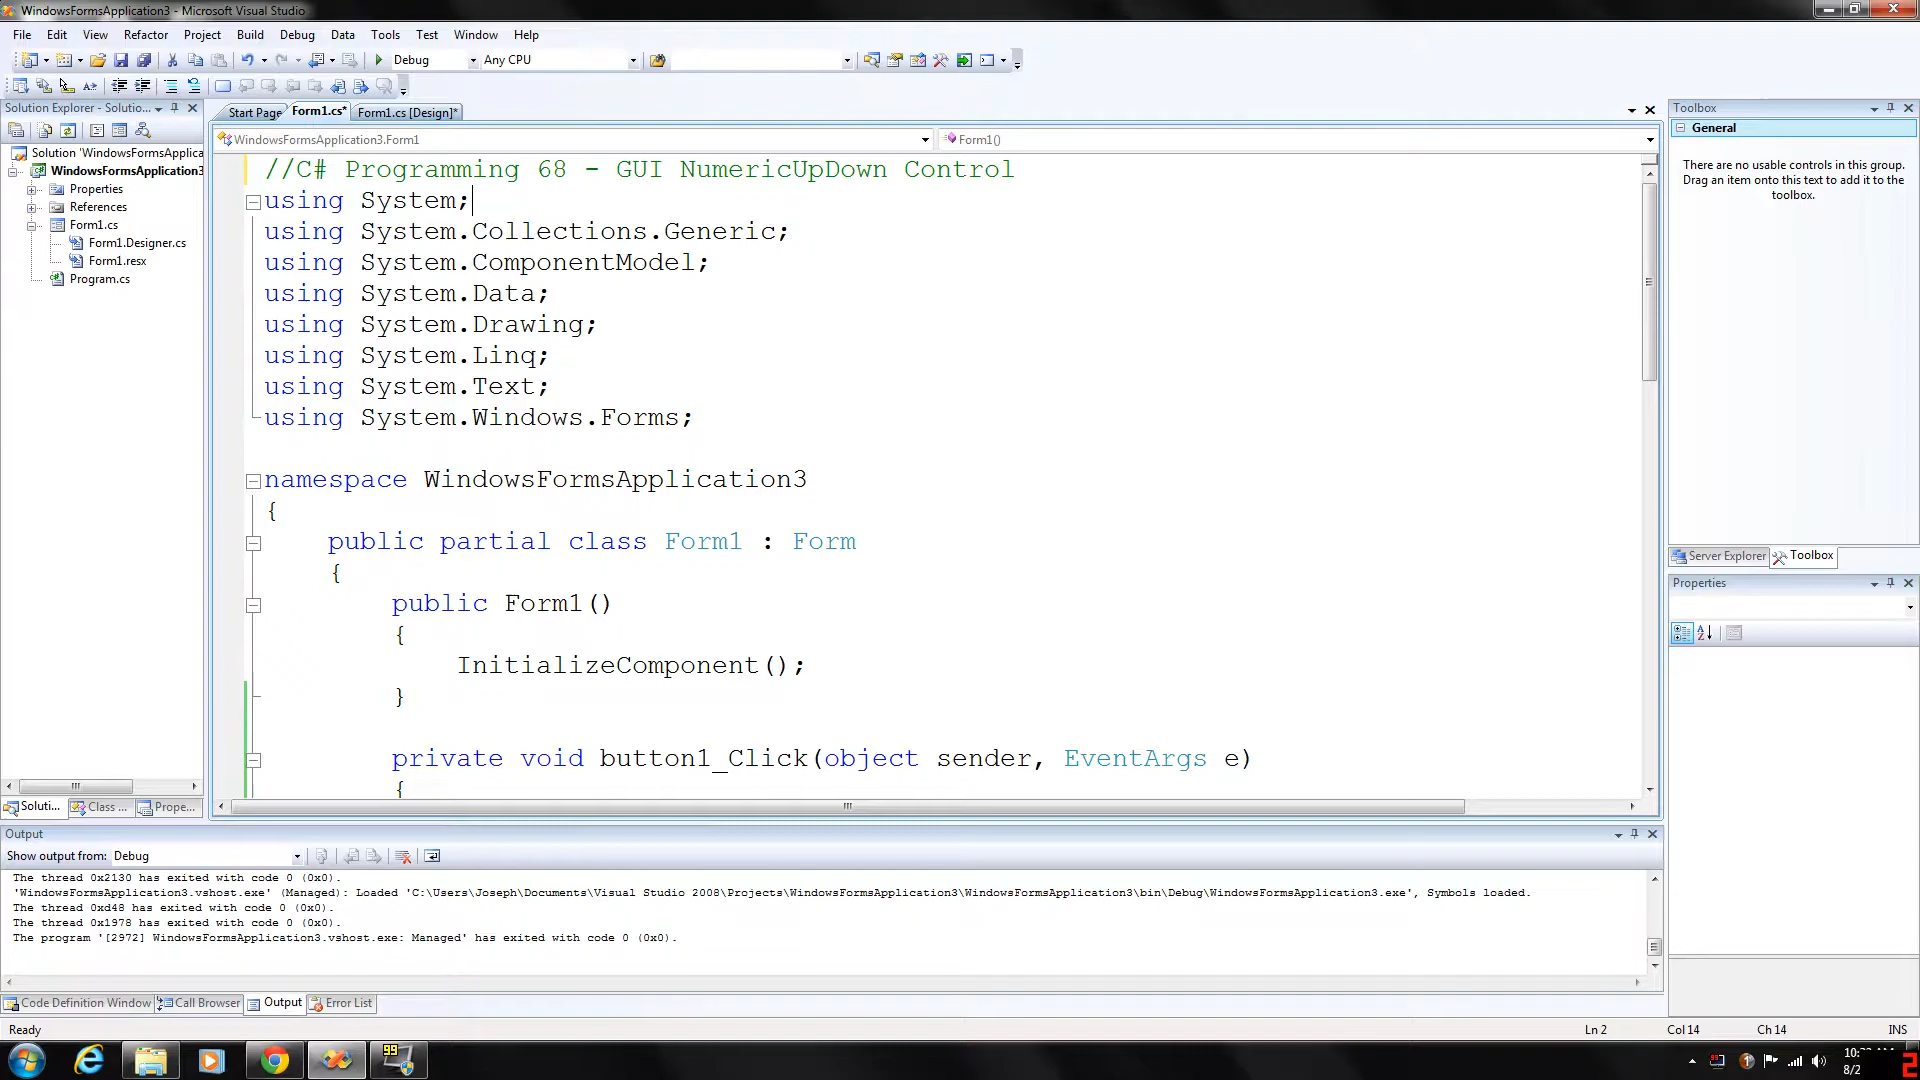 WindowsFormsApplication3 - Microsoft Visual Studio
File Edit View Refactor Project Build Debug Data Tools Test Window Help
Debug Any CPU
Solution Explorer - Solutio...
Solution 'WindowsFormsApplica
WindowsFormsApplication3
Properties
References
Form1.cs
Form1.Designer.cs
Form1.resx
Program.cs
Soluti... Class ... Prope...
Start Page Form1.cs* Form1.cs [Design]*
WindowsFormsApplication3.Form1 Form1()
//C# Programming 68 - GUI NumericUpDown Control
using System;
using System.Collections.Generic;
using System.ComponentModel;
using System.Data;
using System.Drawing;
using System.Linq;
using System.Text;
using System.Windows.Forms;
namespace WindowsFormsApplication3
{
public partial class Form1 : Form
{
public Form1()
{
InitializeComponent();
}
private void button1_Click(object sender, EventArgs e)
{
Toolbox
General
There are no usable controls in this group.
Drag an item onto this text to add it to the
toolbox.
Server Explorer Toolbox
Properties
Output
Show output from: Debug
The thread 0x2130 has exited with code 0 (0x0).
'WindowsFormsApplication3.vshost.exe' (Managed): Loaded 'C:\Users\Joseph\Documents\Visual Studio 2008\Projects\WindowsFormsApplication3\WindowsFormsApplication3\bin\Debug\WindowsFormsApplication3.exe', Symbols loaded.
The thread 0xd48 has exited with code 0 (0x0).
The thread 0x1978 has exited with code 0 (0x0).
The program '[2972] WindowsFormsApplication3.vshost.exe: Managed' has exited with code 0 (0x0).
Code Definition Window Call Browser Output Error List
Ready Ln 2 Col 14 Ch 14 INS
99
8/2
2